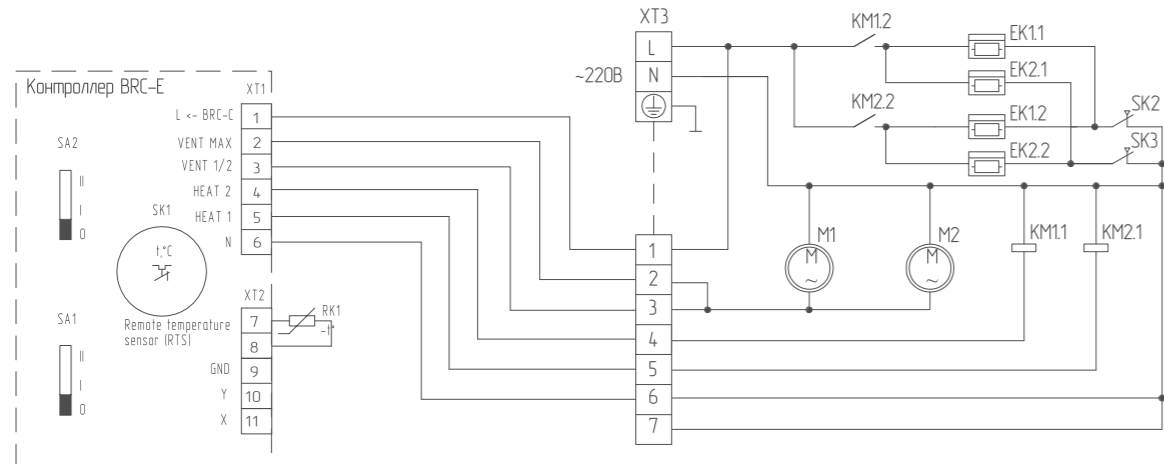 Контроллер BRC-E
XT1
L <- BRC-C
1
VENT MAX
2
VENT 1/2
3
HEAT 2
4
HEAT 1
5
N
6
SA2
II
I
0
SK1
t,°C
Remote temperature
sensor (RTS)
SA1
II
I
0
XT2
7
8
GND
9
Y
10
X
11
RK1
-t°
XT3
~220В
L
N
1
2
3
4
5
6
7
KM1.2
KM2.2
EK1.1
EK2.1
EK1.2
EK2.2
SK2
SK3
M1
M
~
M2
M
~
KM1.1
KM2.1